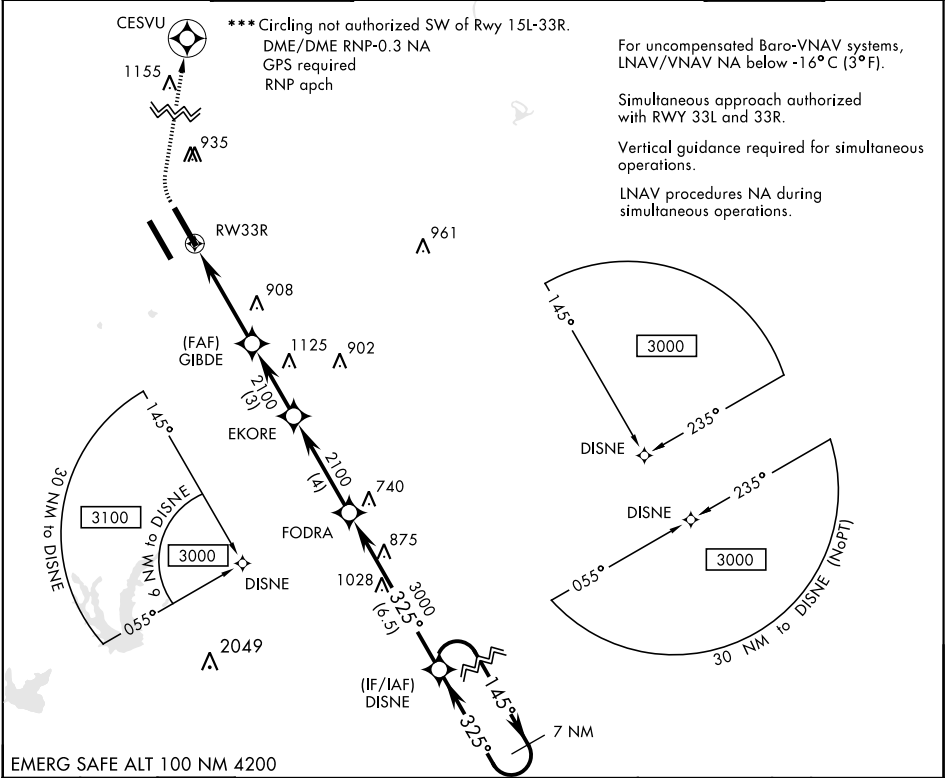 CESVU
*** Circling not authorized SW of Rwy 15L-33R.
DME/DME RNP-0.3 NA
GPS required
RNP apch
For uncompensated Baro-VNAV systems,
LNAV/VNAV NA below -16°C (3°F).
Simultaneous approach authorized
with RWY 33L and 33R.
Vertical guidance required for simultaneous
operations.
LNAV procedures NA during
simultaneous operations.
1155
935
RW33R
961
908
(FAF)
GIBDE
1125
902
2100
(3)
EKORE
2100
(4)
740
FODRA
875
1028
3000
325°
(6.5)
(IF/IAF)
DISNE
145°
325°
7 NM
145°
30 NM to DISNE
3100
6 NM to DISNE
3000
DISNE
055°
2049
145°
3000
235°
DISNE
235°
DISNE
055°
3000
30 NM to DISNE (NoPT)
EMERG SAFE ALT 100 NM 4200